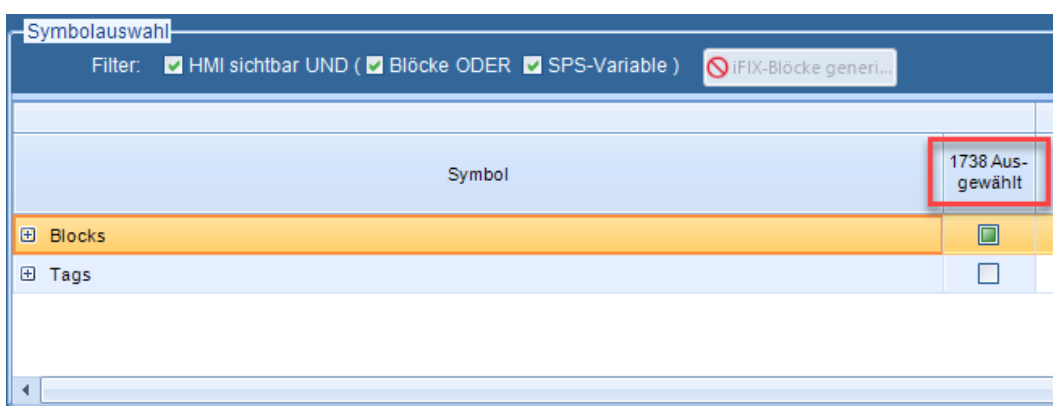 Symbolauswahl
Filter: HMI sichtbar UND ( Blöcke ODER SPS-Variable ) iFIX-Blöcke generi...
Symbol
1738 Aus-
gewählt
Blocks
Tags